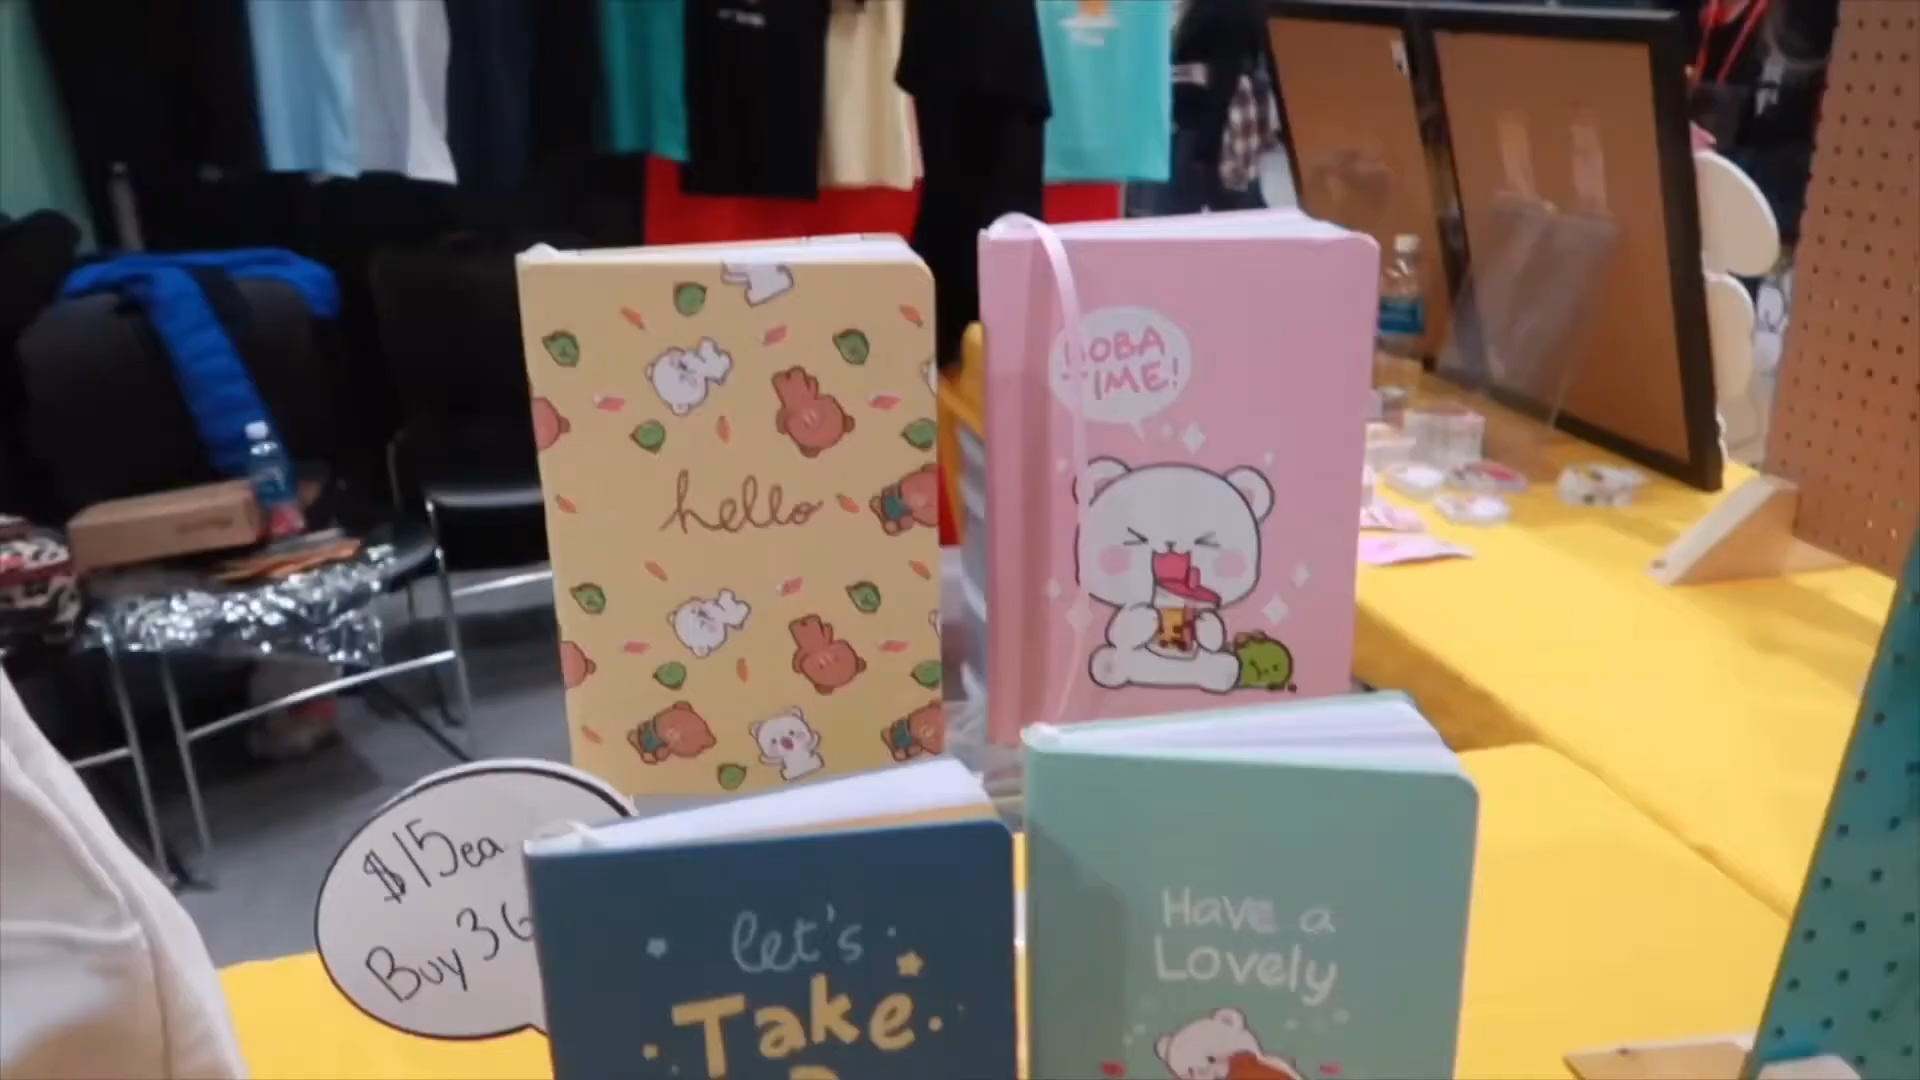 hello
BOBA
TIME!
$15ea
Buy 3 G
let's
Take
Have a
Lovely